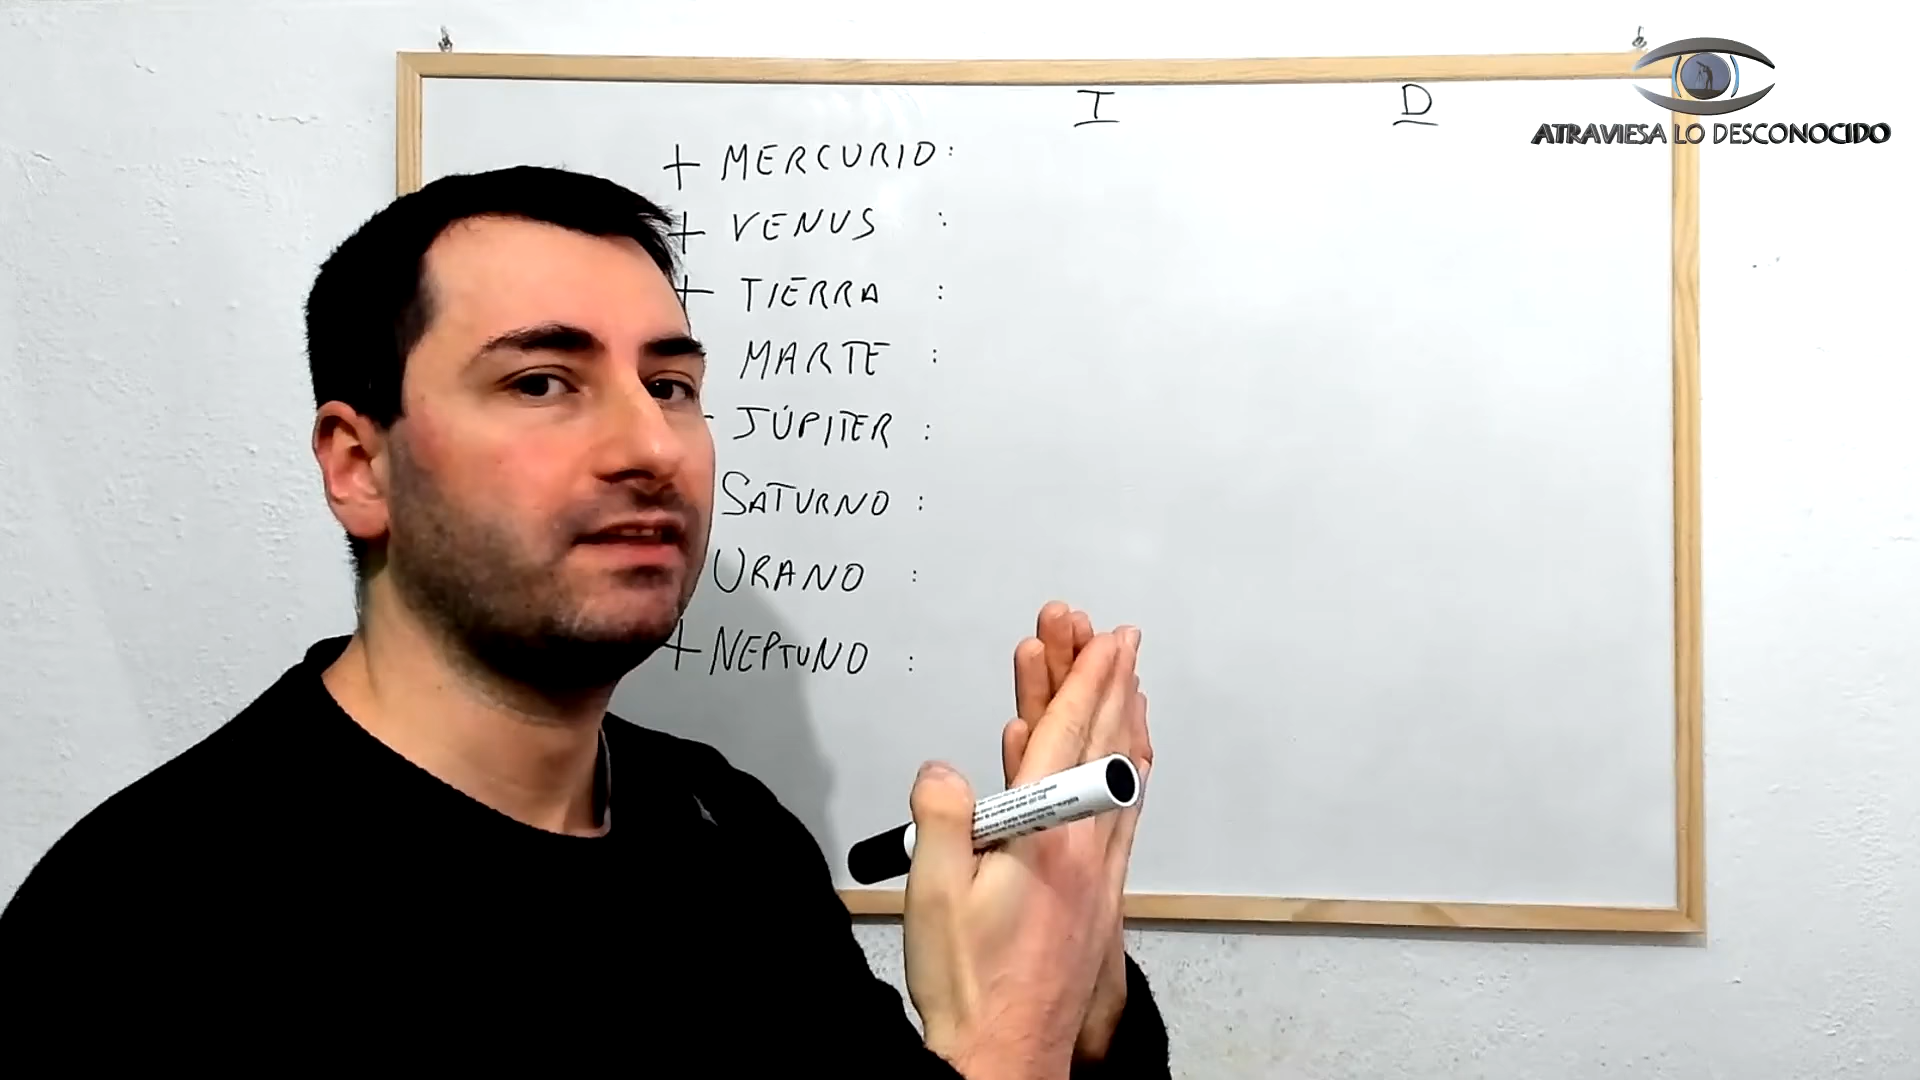 I D
ATRAVIESA LO DESCONOCIDO
+ MERCURIO:
+ VENUS :
+ TIERRA :
MARTE :
- JÚPITER :
SATURNO :
URANO :
+ NEPTUNO :